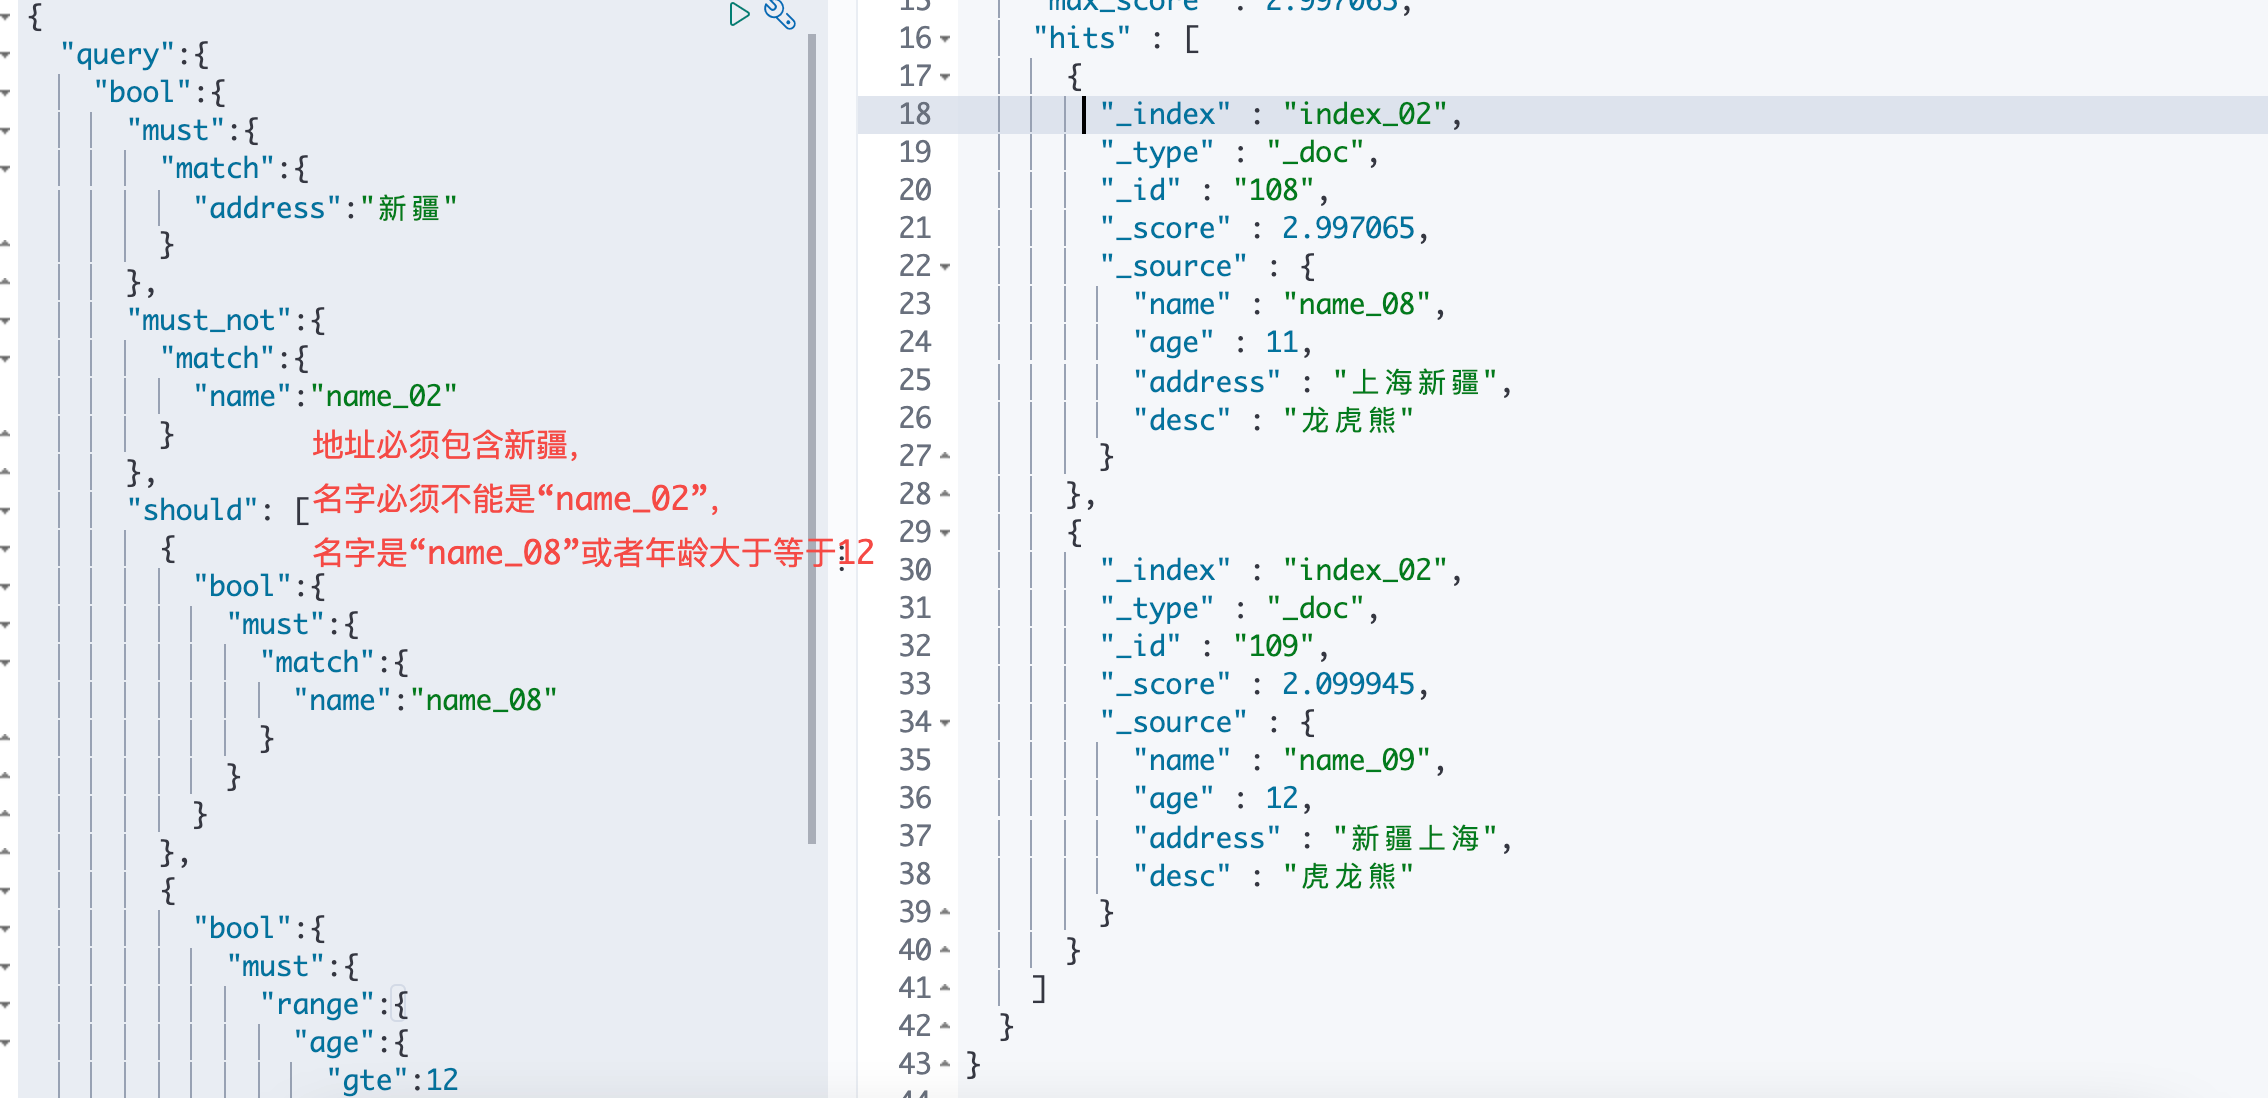 {
"query":{
"bool":{
"must":{
"match":{
"address":"新疆"
}
},
"must_not":{
"match":{
"name":"name_02"
}
},
"should": [
{
"bool":{
"must":{
"match":{
"name":"name_08"
}
}
}
},
{
"bool":{
"must":{
"range":{
"age":{
"gte":12
地址必须包含新疆，
名字必须不能是“name_02”，
名字是“name_08”或者年龄大于等于12
15 "max_score" : 2.997065,
16 "hits" : [
17 {
18 "_index" : "index_02",
19 "_type" : "_doc",
20 "_id" : "108",
21 "_score" : 2.997065,
22 "_source" : {
23 "name" : "name_08",
24 "age" : 11,
25 "address" : "上海新疆",
26 "desc" : "龙虎熊"
27 }
28 },
29 {
30 "_index" : "index_02",
31 "_type" : "_doc",
32 "_id" : "109",
33 "_score" : 2.099945,
34 "_source" : {
35 "name" : "name_09",
36 "age" : 12,
37 "address" : "新疆上海",
38 "desc" : "虎龙熊"
39 }
40 }
41 ]
42 }
43 }
44